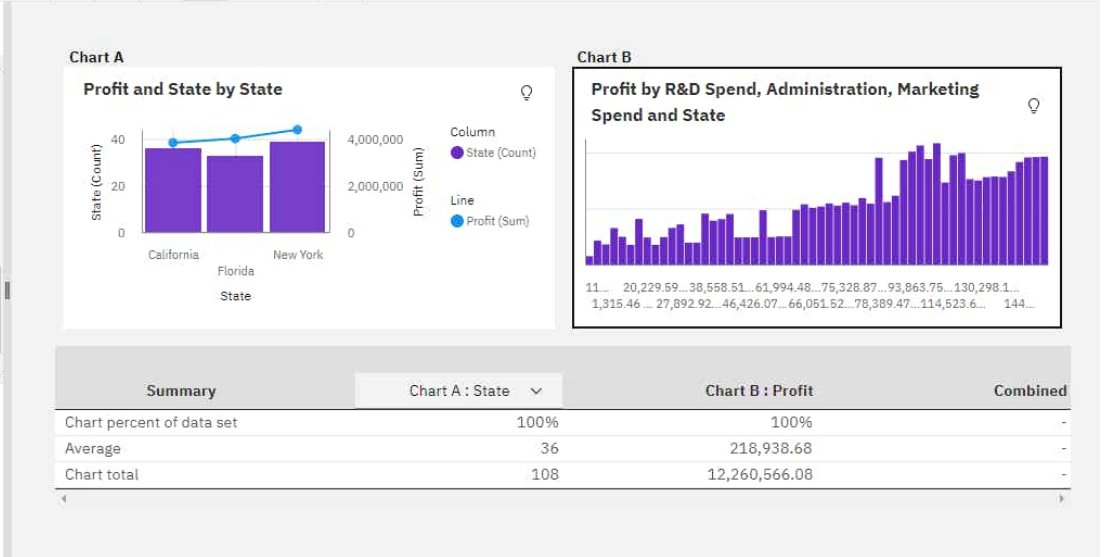 Chart A
Profit and State by State
40
20
0
State (Count)
4,000,000
2,000,000
0
Profit (Sum)
California
Florida
New York
State
Column
State (Count)
Line
Profit (Sum)
Chart B
Profit by R&D Spend, Administration, Marketing
Spend and State
11... 20,229.59...38,558.51...61,994.48...75,328.87...93,863.75...130,298.1...
1,315.46 ... 27,892.92...46,426.07... 66,051.52...78,389.47...114,523.6... 144...
Summary Chart A : State Chart B : Profit Combined
Chart percent of data set 100% 100% -
Average 36 218,938.68 -
Chart total 108 12,260,566.08 -